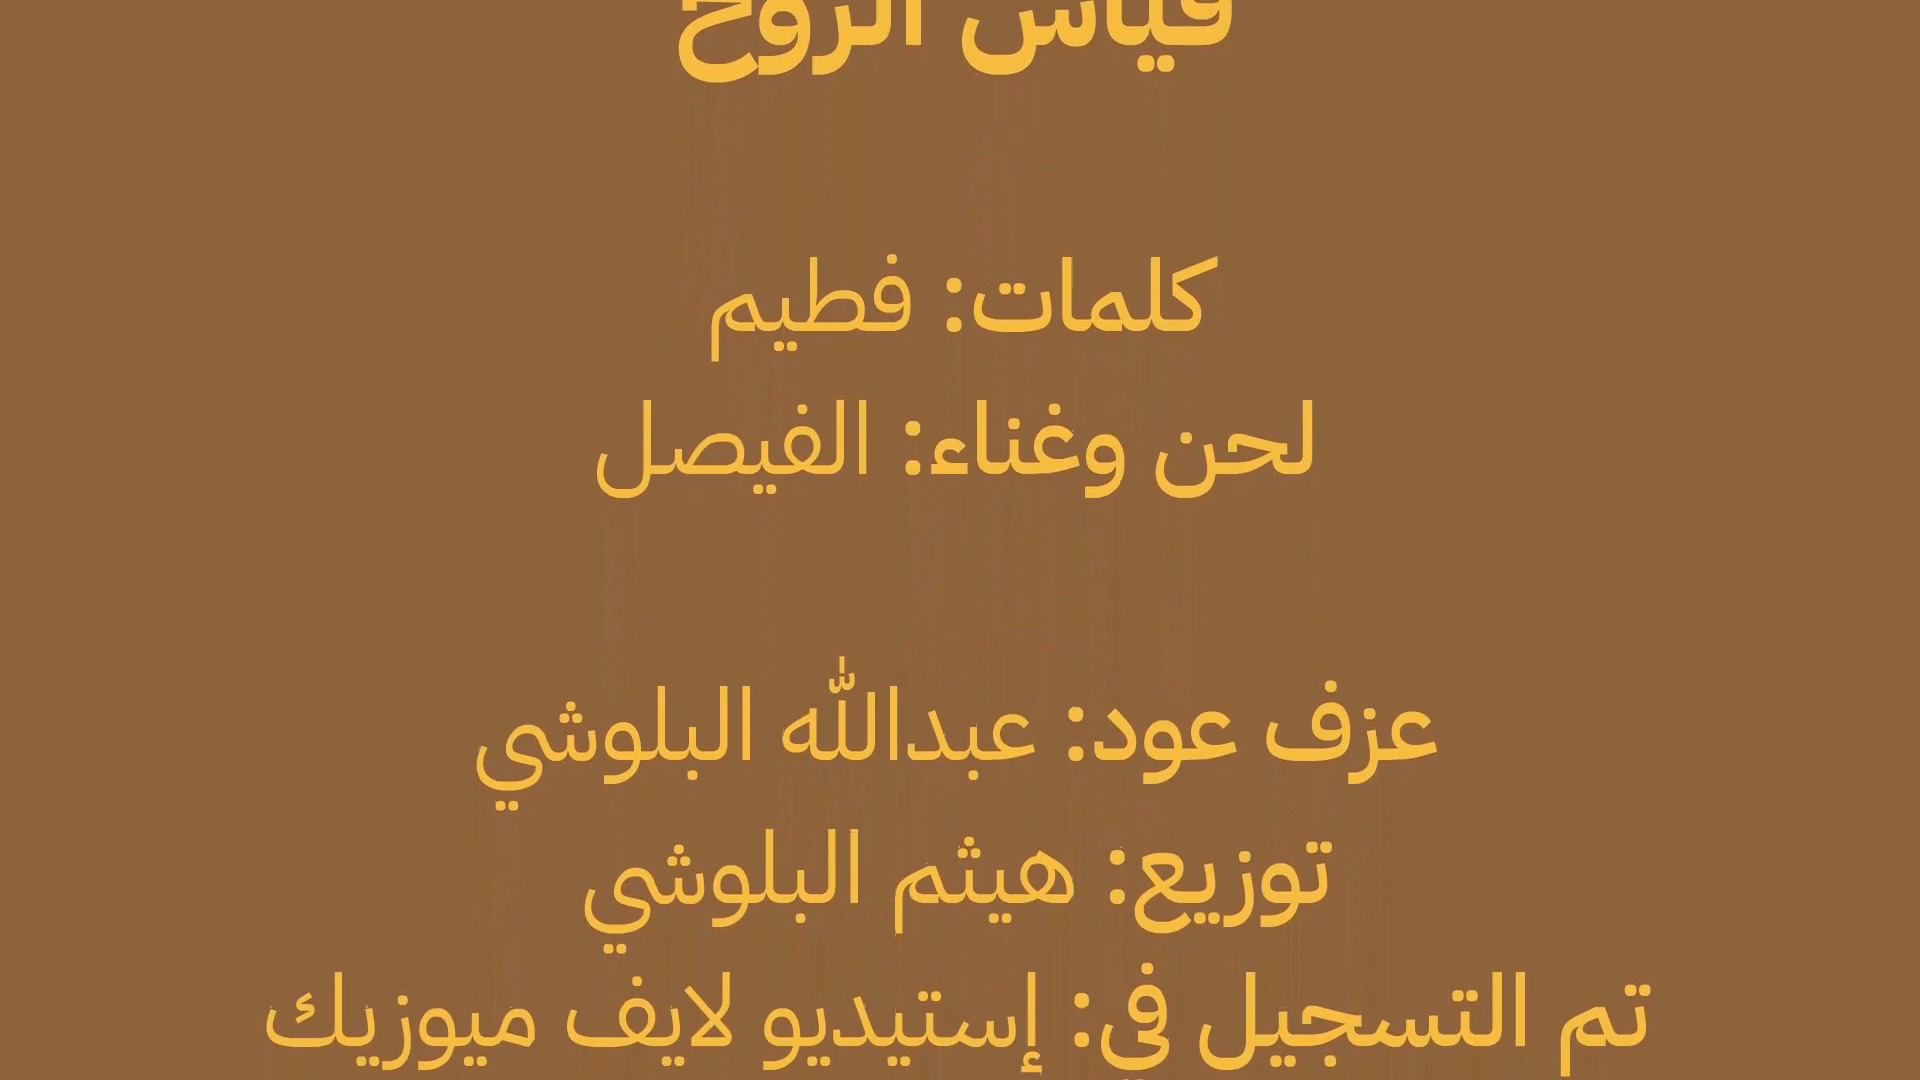 قياس الروح
كلمات: فطيم
لحن وغناء: الفيصل
عزف عود: عبدالله البلوشي
توزيع: هيثم البلوشي
تم التسجيل في: إستيديو لايف ميوزيك